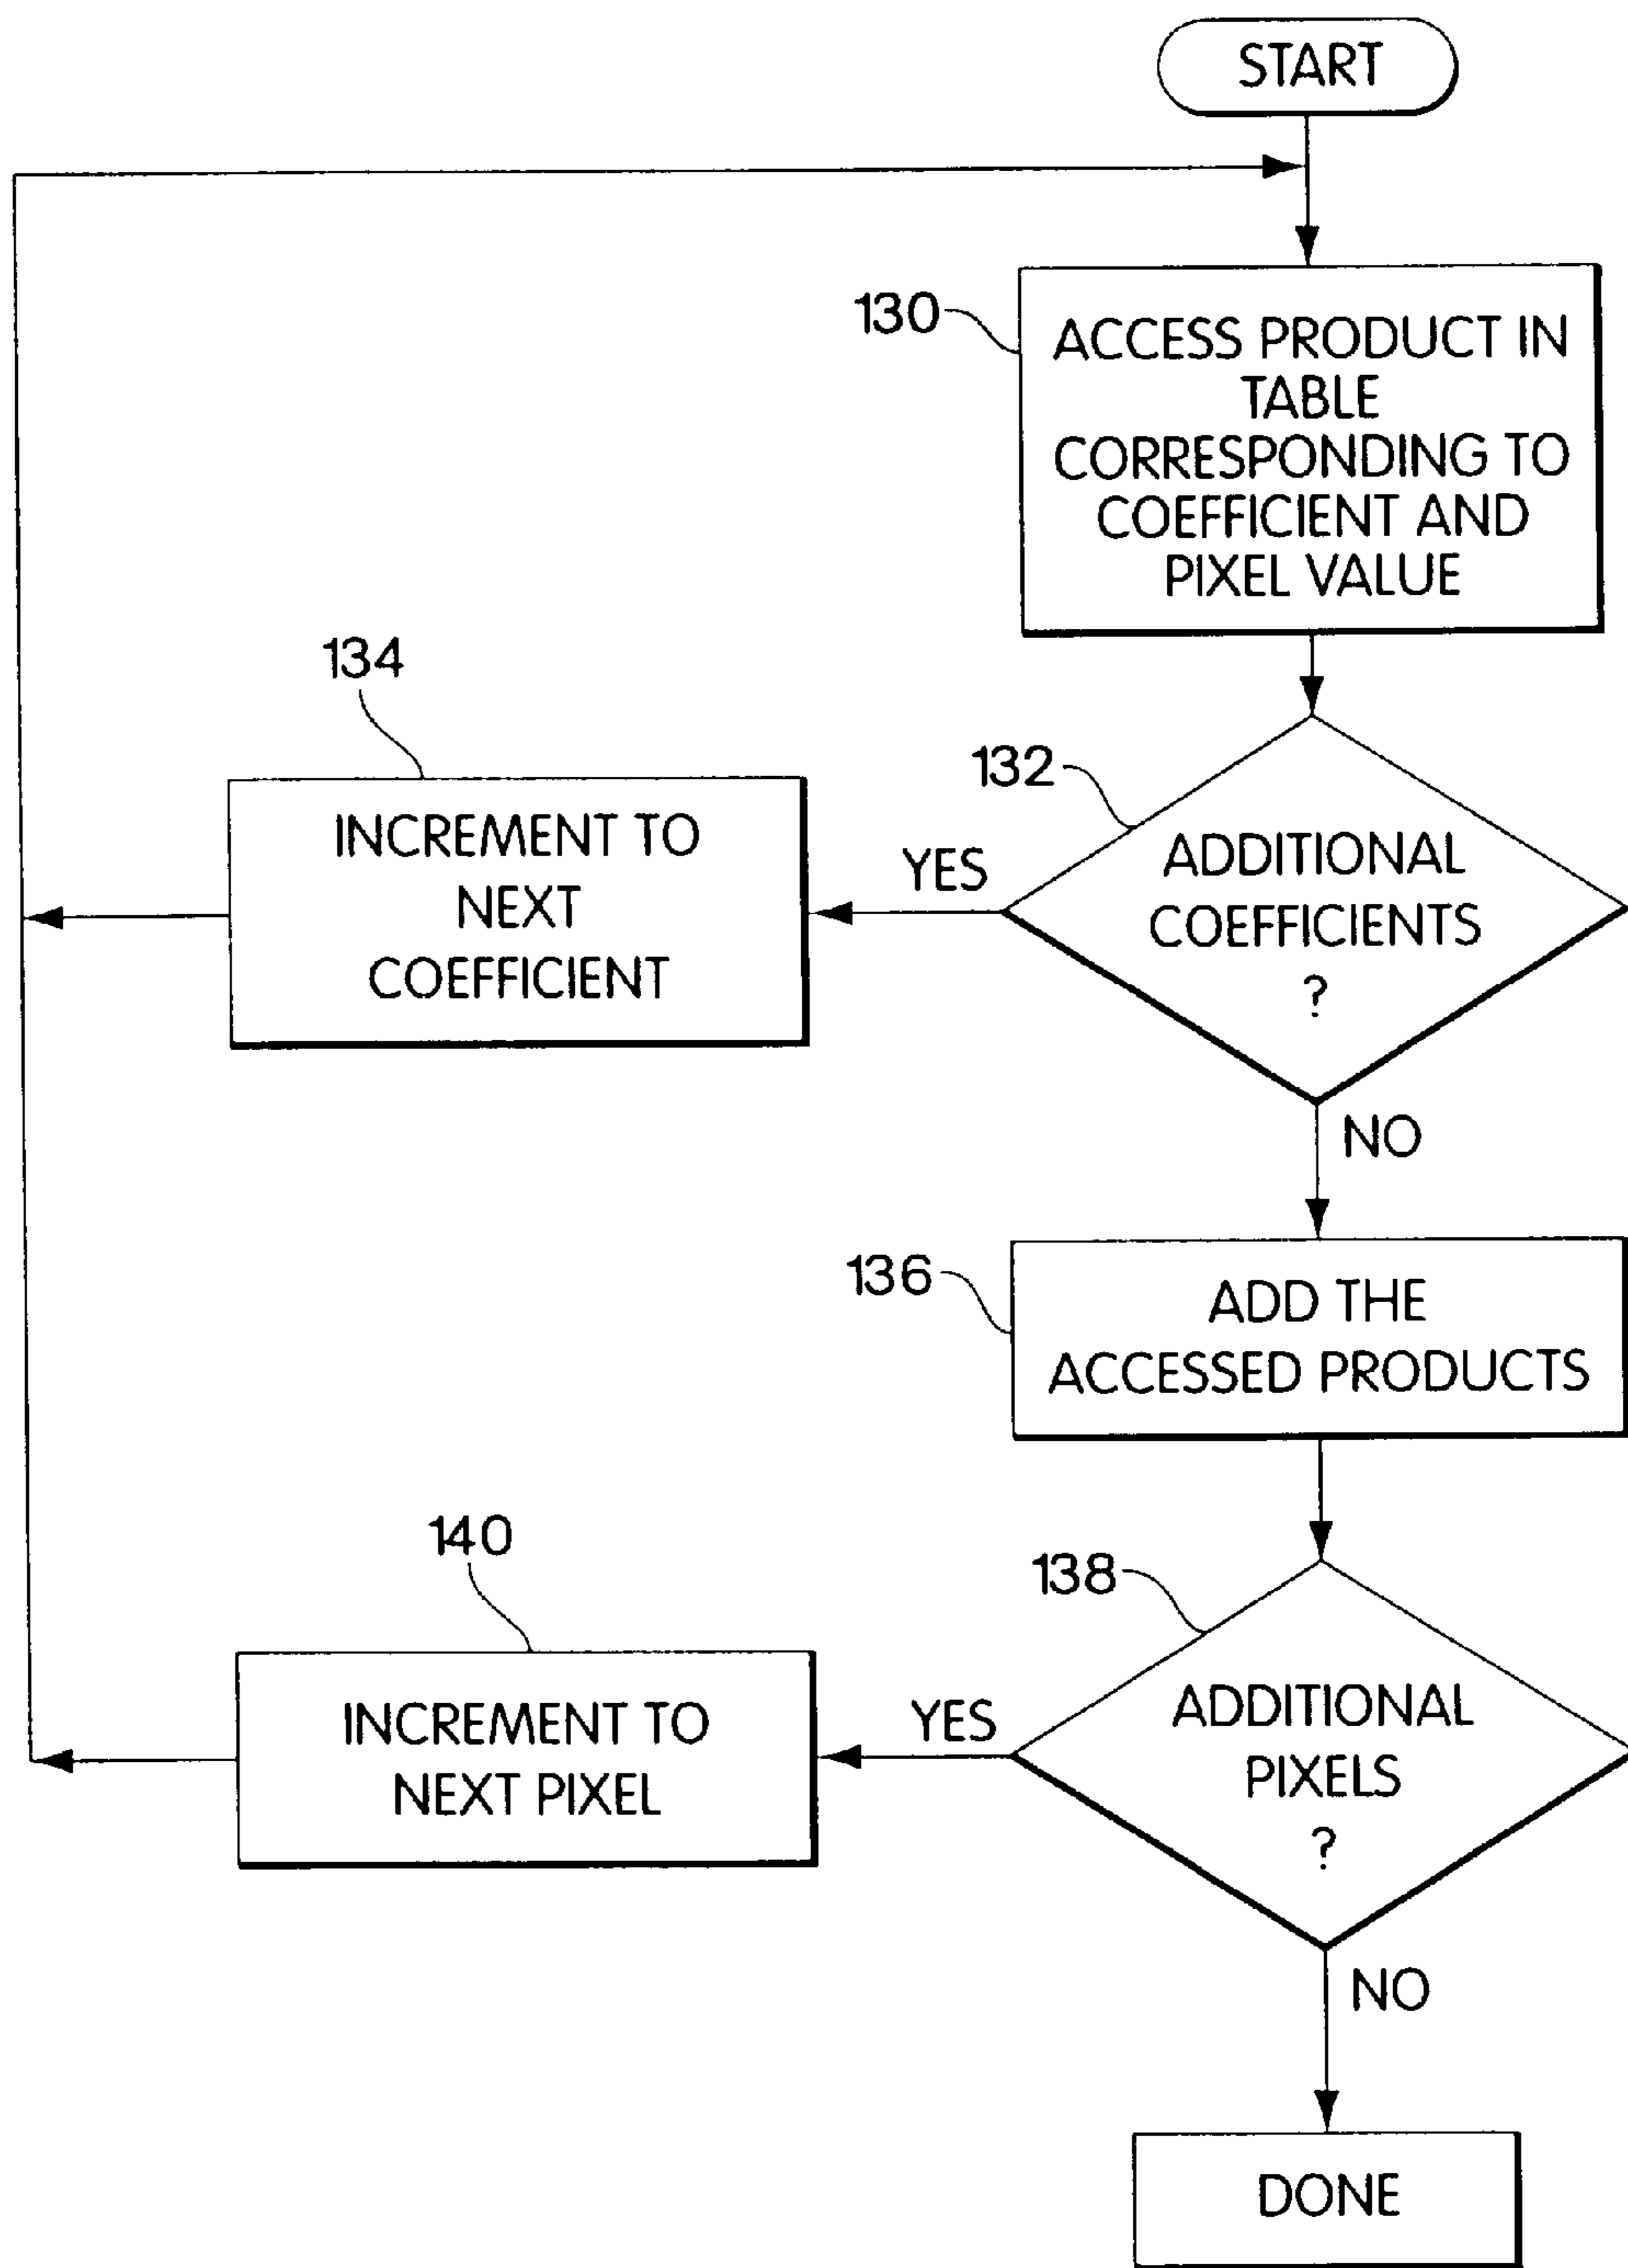 START
130
ACCESS PRODUCT IN
TABLE
CORRESPONDING TO
COEFFICIENT AND
PIXEL VALUE
134
132
INCREMENT TO
NEXT
COEFFICIENT
YES
ADDITIONAL
COEFFICIENTS
?
NO
136
ADD THE
ACCESSED PRODUCTS
140
138
INCREMENT TO
NEXT PIXEL
YES
ADDITIONAL
PIXELS
?
NO
DONE